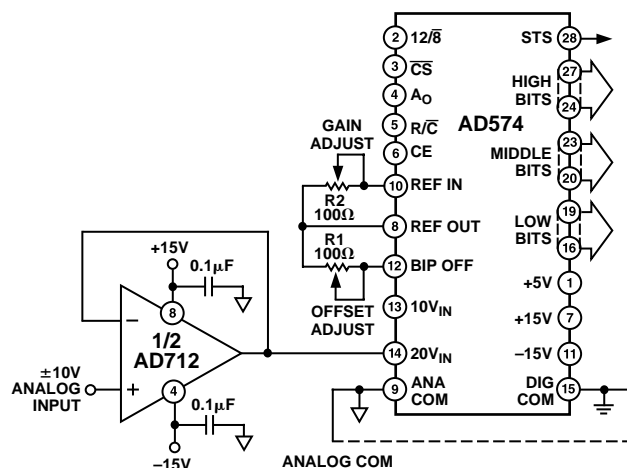 2 12/8̅
3 C̅S̅
4 AO
5 R/C̅
6 CE
10 REF IN
8 REF OUT
12 BIP OFF
13 10VIN
14 20VIN
9 ANA COM
AD574
STS 28
HIGH BITS
27
24
MIDDLE BITS
23
20
LOW BITS
19
16
+5V 1
+15V 7
–15V 11
DIG COM 15
GAIN ADJUST
R2
100Ω
R1
100Ω
OFFSET ADJUST
+15V
0.1µF
8
–
1/2
AD712
±10V
ANALOG
INPUT
+
4
0.1µF
–15V
ANALOG COM